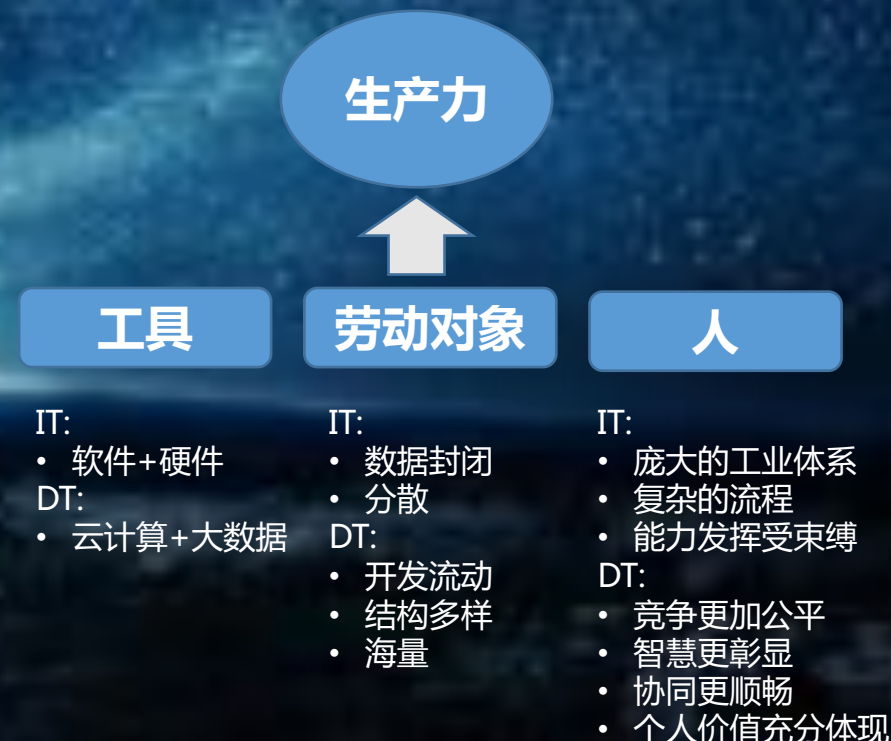 生产力
工具
劳动对象
人
IT:
• 软件+硬件
DT:
• 云计算+大数据
IT:
• 数据封闭
• 分散
DT:
• 开发流动
• 结构多样
• 海量
IT:
• 庞大的工业体系
• 复杂的流程
• 能力发挥受束缚
DT:
• 竞争更加公平
• 智慧更彰显
• 协同更顺畅
• 个人价值充分体现